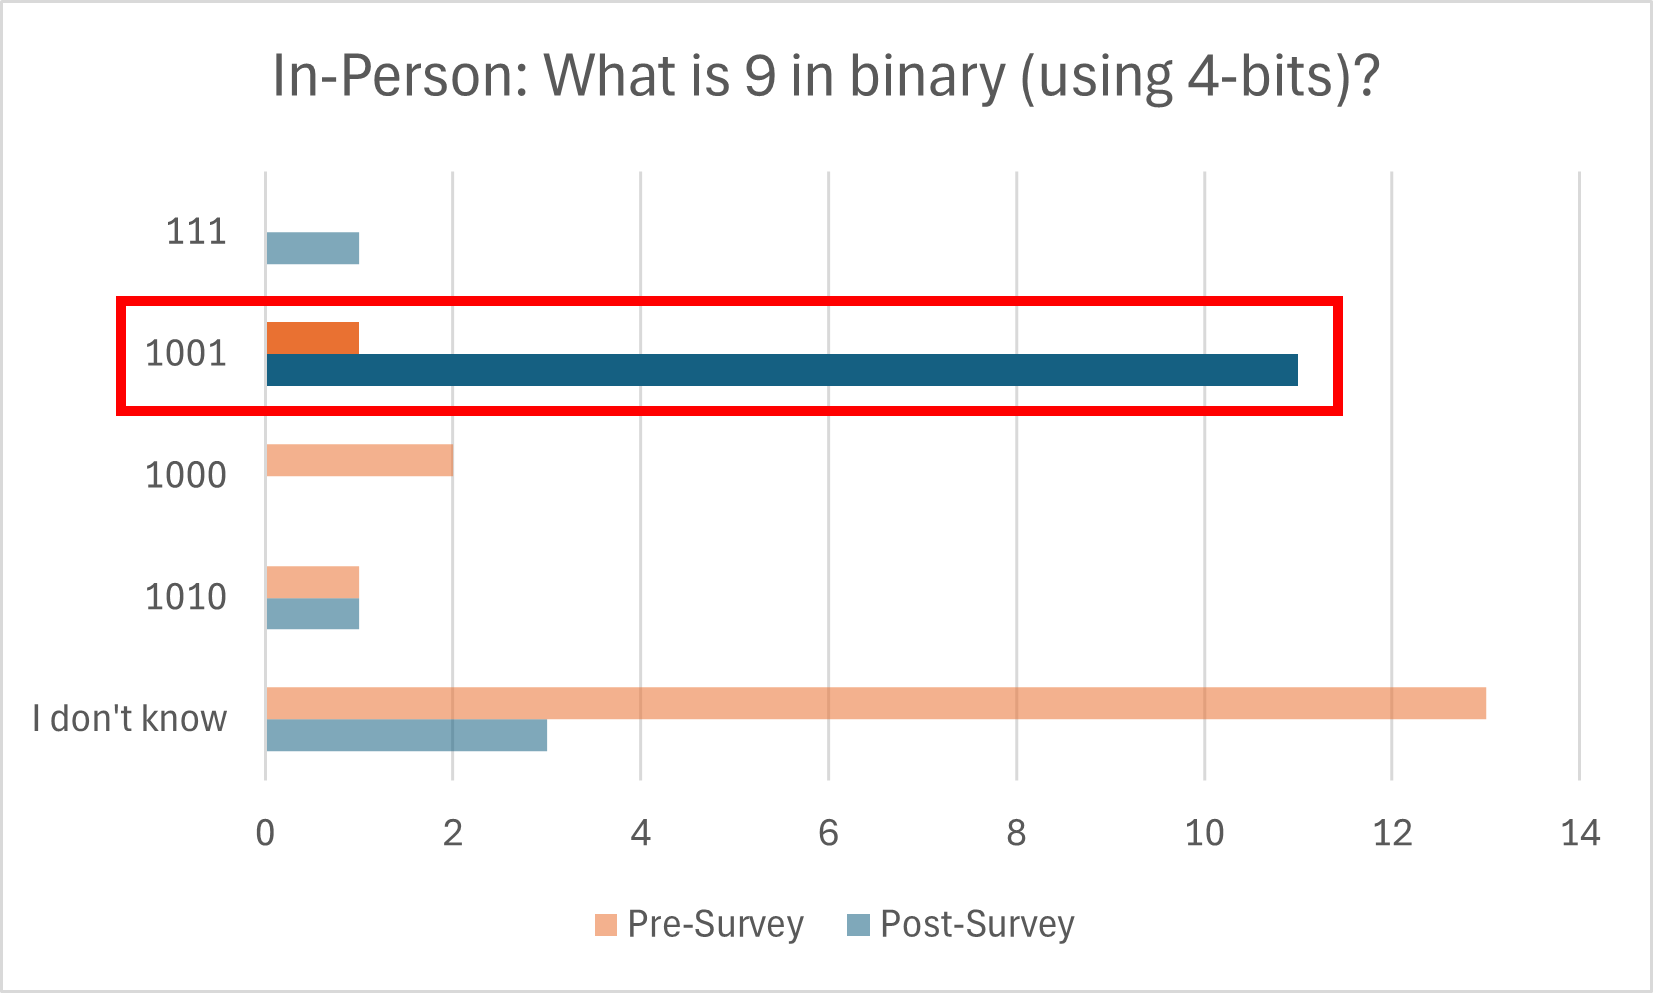 In-Person: What is 9 in binary (using 4-bits)?
111
1001
1000
1010
I don't know
0 2 4 6 8 10 12 14
Pre-Survey Post-Survey